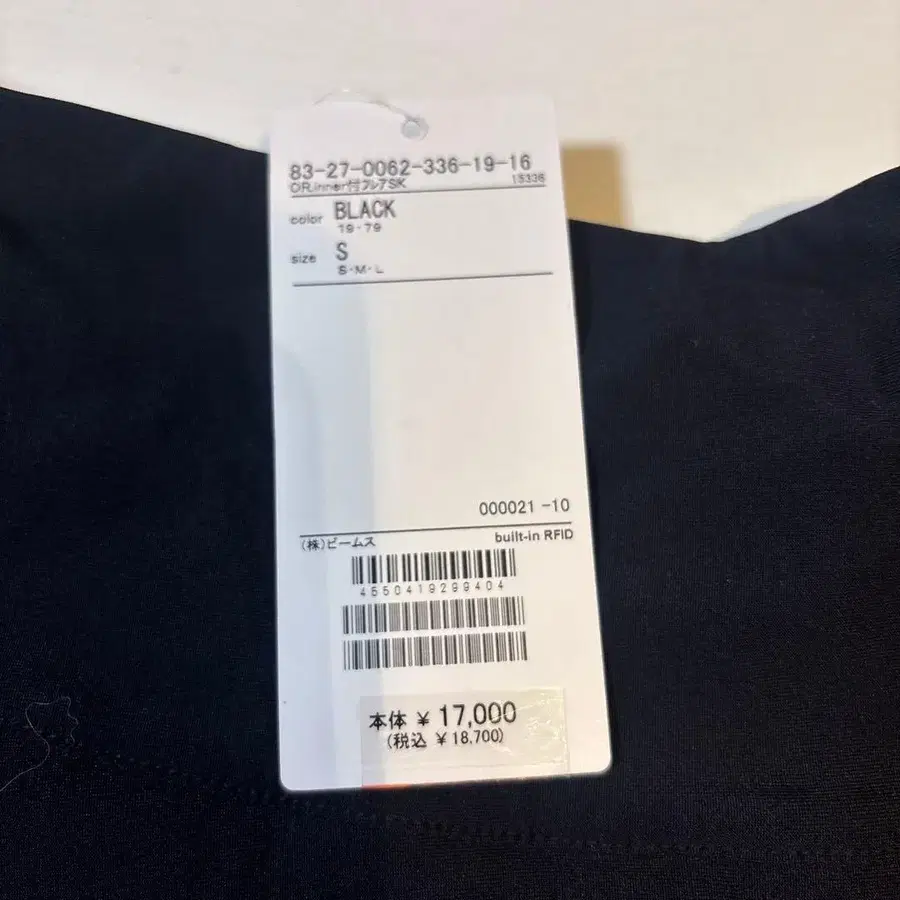 83-27-0062-336-19-16
OR.inner付フレアSK 15336
color BLACK
19・79
size S
S・M・L
000021 -10
(株)ビームス built-in RFID
4550419299404
本体 ¥ 17,000
(税込 ¥ 18,700)